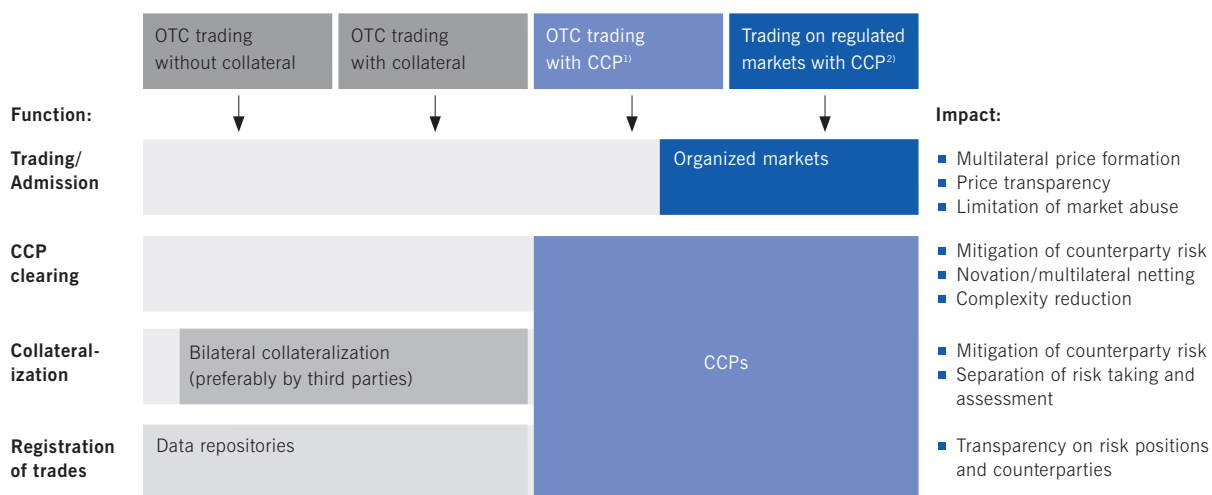 OTC trading
without collateral
OTC trading
with collateral
OTC trading
with CCP1)
Trading on regulated
markets with CCP2)
Function:
Impact:
Trading/
Admission
Organized markets
Multilateral price formation
Price transparency
Limitation of market abuse
CCP
clearing
Mitigation of counterparty risk
Novation/multilateral netting
Complexity reduction
Collateral-
ization
Bilateral collateralization
(preferably by third parties)
CCPs
Mitigation of counterparty risk
Separation of risk taking and
assessment
Registration
of trades
Data repositories
Transparency on risk positions
and counterparties